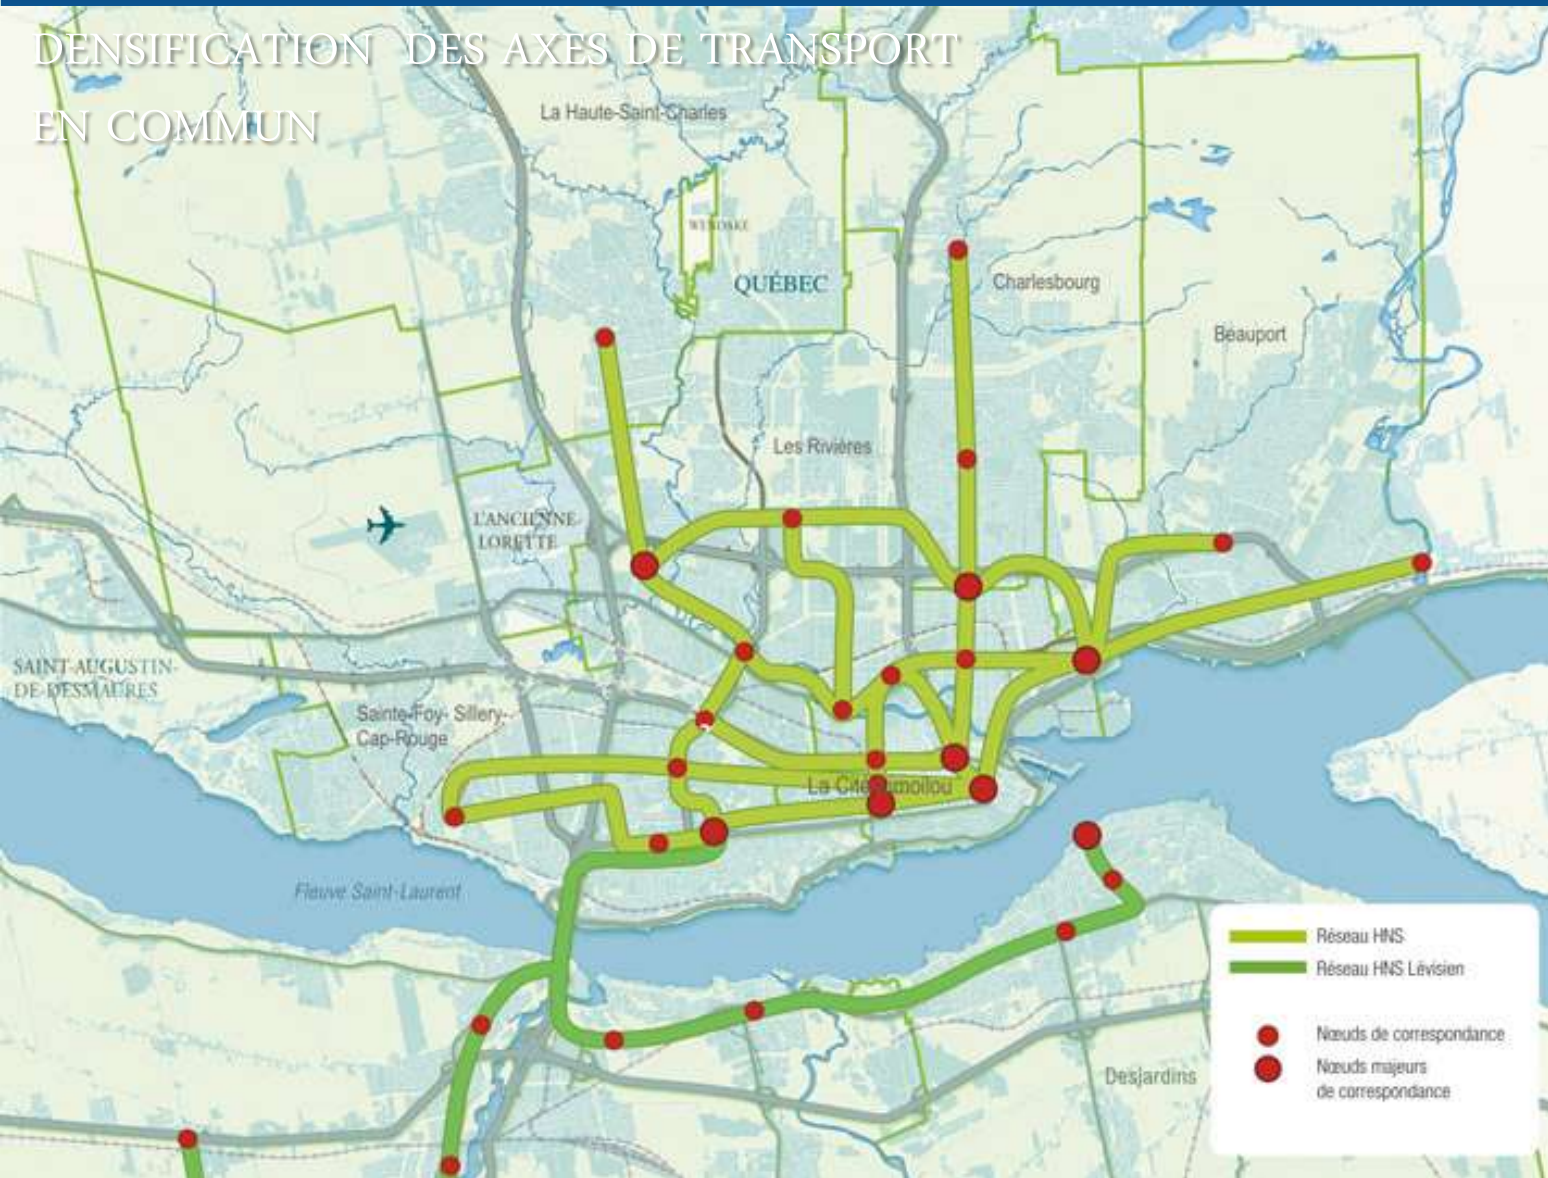 DENSIFICATION DES AXES DE TRANSPORT
EN COMMUN
La Haute-Saint-Charles
WENDAKE
QUÉBEC
Charlesbourg
Beauport
Les Rivières
L'ANCIENNE-
LORETTE
SAINT-AUGUSTIN-
DE-DESMAURES
Sainte-Foy- Sillery-
Cap-Rouge
La Cité-Limoilou
Fleuve Saint-Laurent
Réseau HNS
Réseau HNS Lévisien
Nœuds de correspondance
Nœuds majeurs
de correspondance
Desjardins